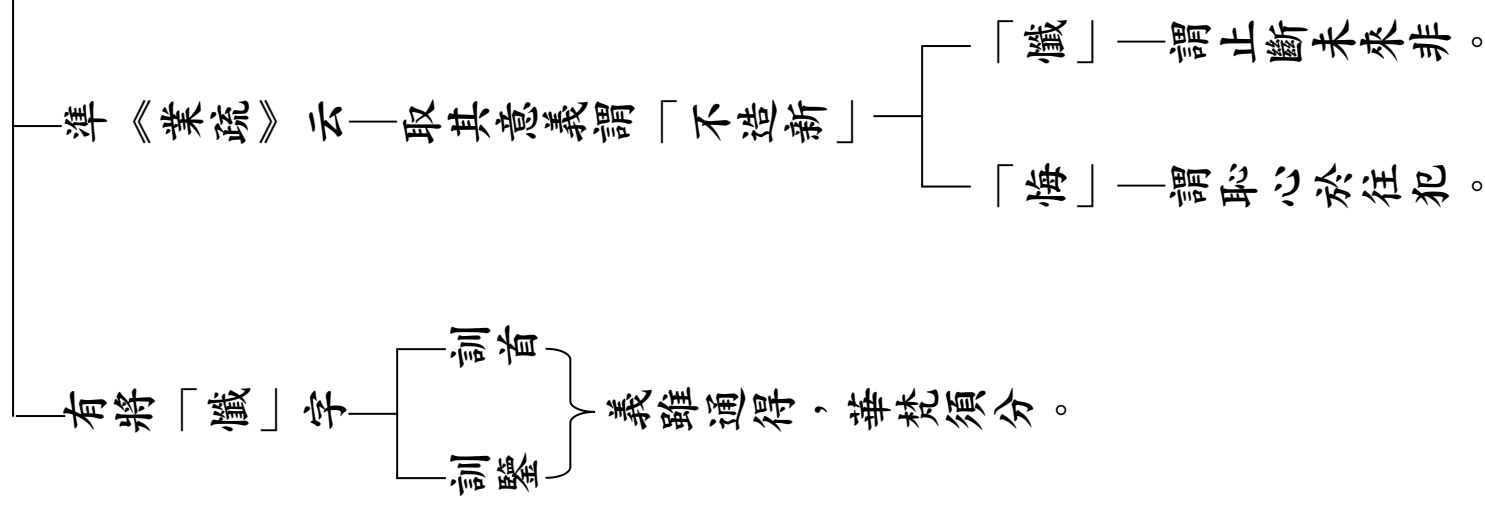 準《業疏》云—取其意義謂「不造新」
「懺」—謂止斷未來非。
「悔」—謂恥心於往犯。
有將「懺」字
訓首
訓鑒
義雖通得，華梵須分。